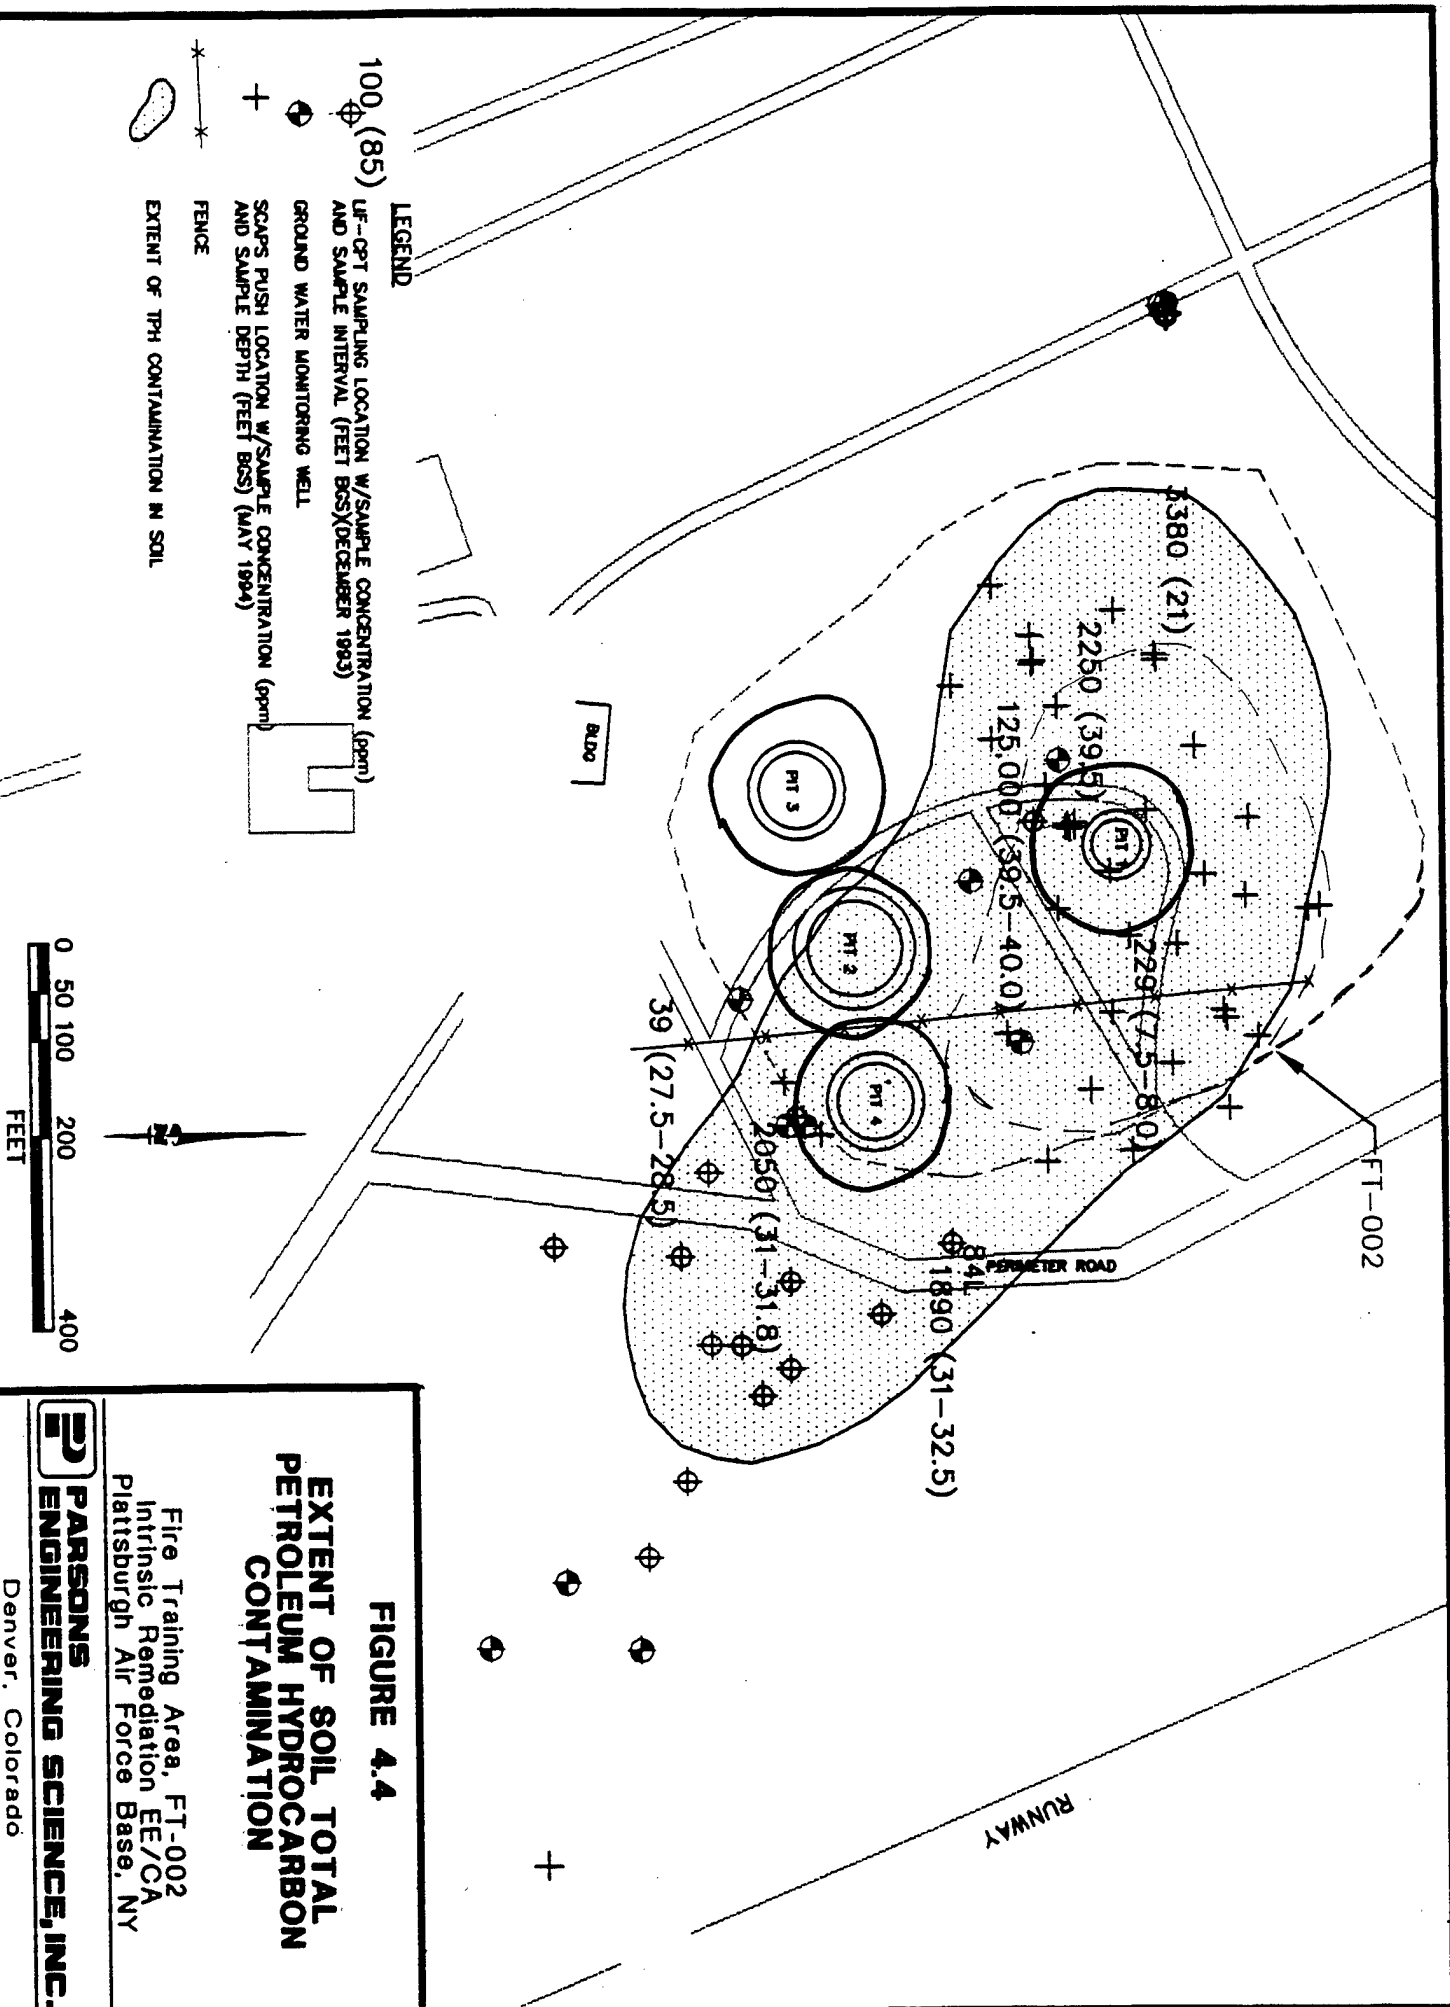 FT-002
5380 (21)
2250 (39.5)
125,000 (39.5-40.0)
229 (7.5-8.0)
PIT 1
PIT 2
PIT 3
PIT 4
BLDG
PERIMETER ROAD
841
1890 (31-32.5)
2050 (31-31.8)
39 (27.5-28.5)
RUNWAY
LEGEND
100 (85)
LIF-CPT SAMPLING LOCATION W/SAMPLE CONCENTRATION (ppm)
AND SAMPLE INTERVAL (FEET BGS)(DECEMBER 1993)
GROUND WATER MONITORING WELL
SCAPS PUSH LOCATION W/SAMPLE CONCENTRATION (ppm)
AND SAMPLE DEPTH (FEET BGS) (MAY 1994)
FENCE
EXTENT OF TPH CONTAMINATION IN SOIL
N
0 50 100 200 400
FEET
FIGURE 4.4
EXTENT OF SOIL TOTAL
PETROLEUM HYDROCARBON
CONTAMINATION
Fire Training Area, FT-002
Intrinsic Remediation EE/CA
Plattsburgh Air Force Base, NY
PARSONS
ENGINEERING SCIENCE, INC.
Denver, Colorado